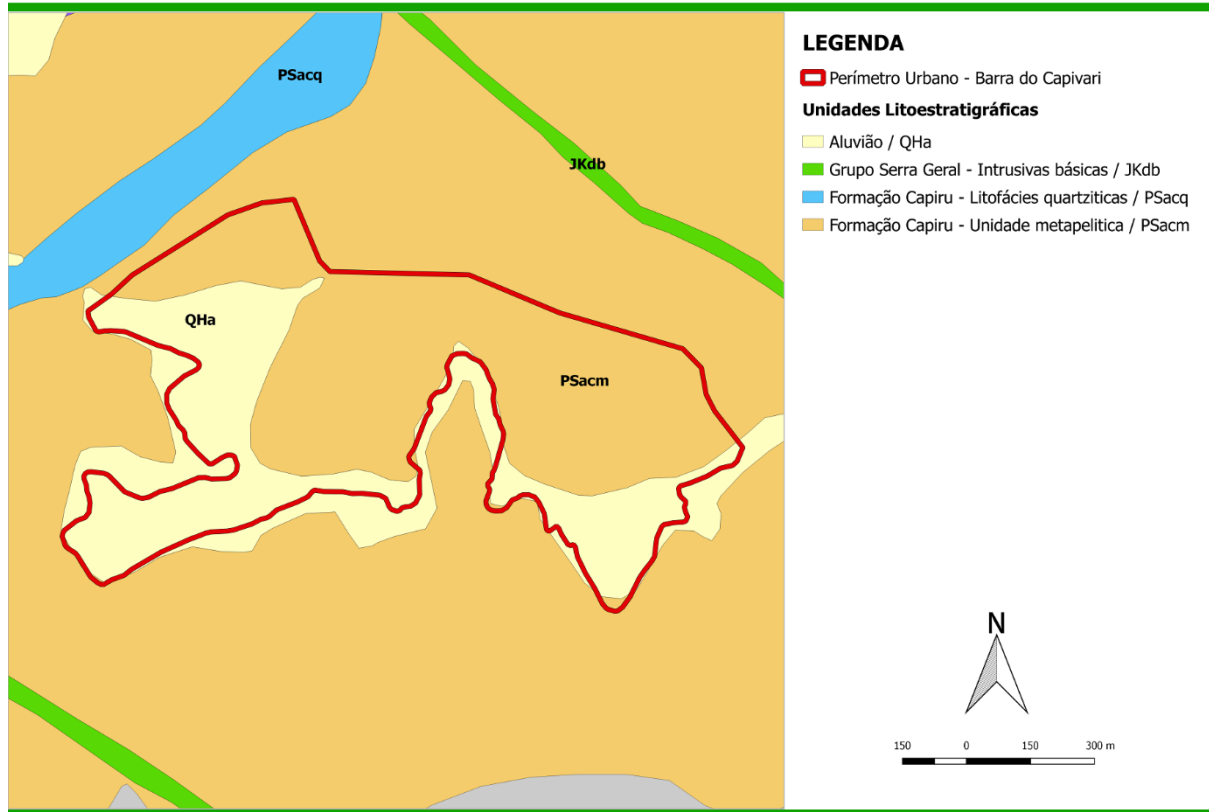 PSacq
JKdb
QHa
PSacm
LEGENDA
Perímetro Urbano - Barra do Capivari
Unidades Litoestratigráficas
Aluvião / QHa
Grupo Serra Geral - Intrusivas básicas / JKdb
Formação Capiru - Litofácies quartziticas / PSacq
Formação Capiru - Unidade metapelitica / PSacm
N
150 0 150 300 m